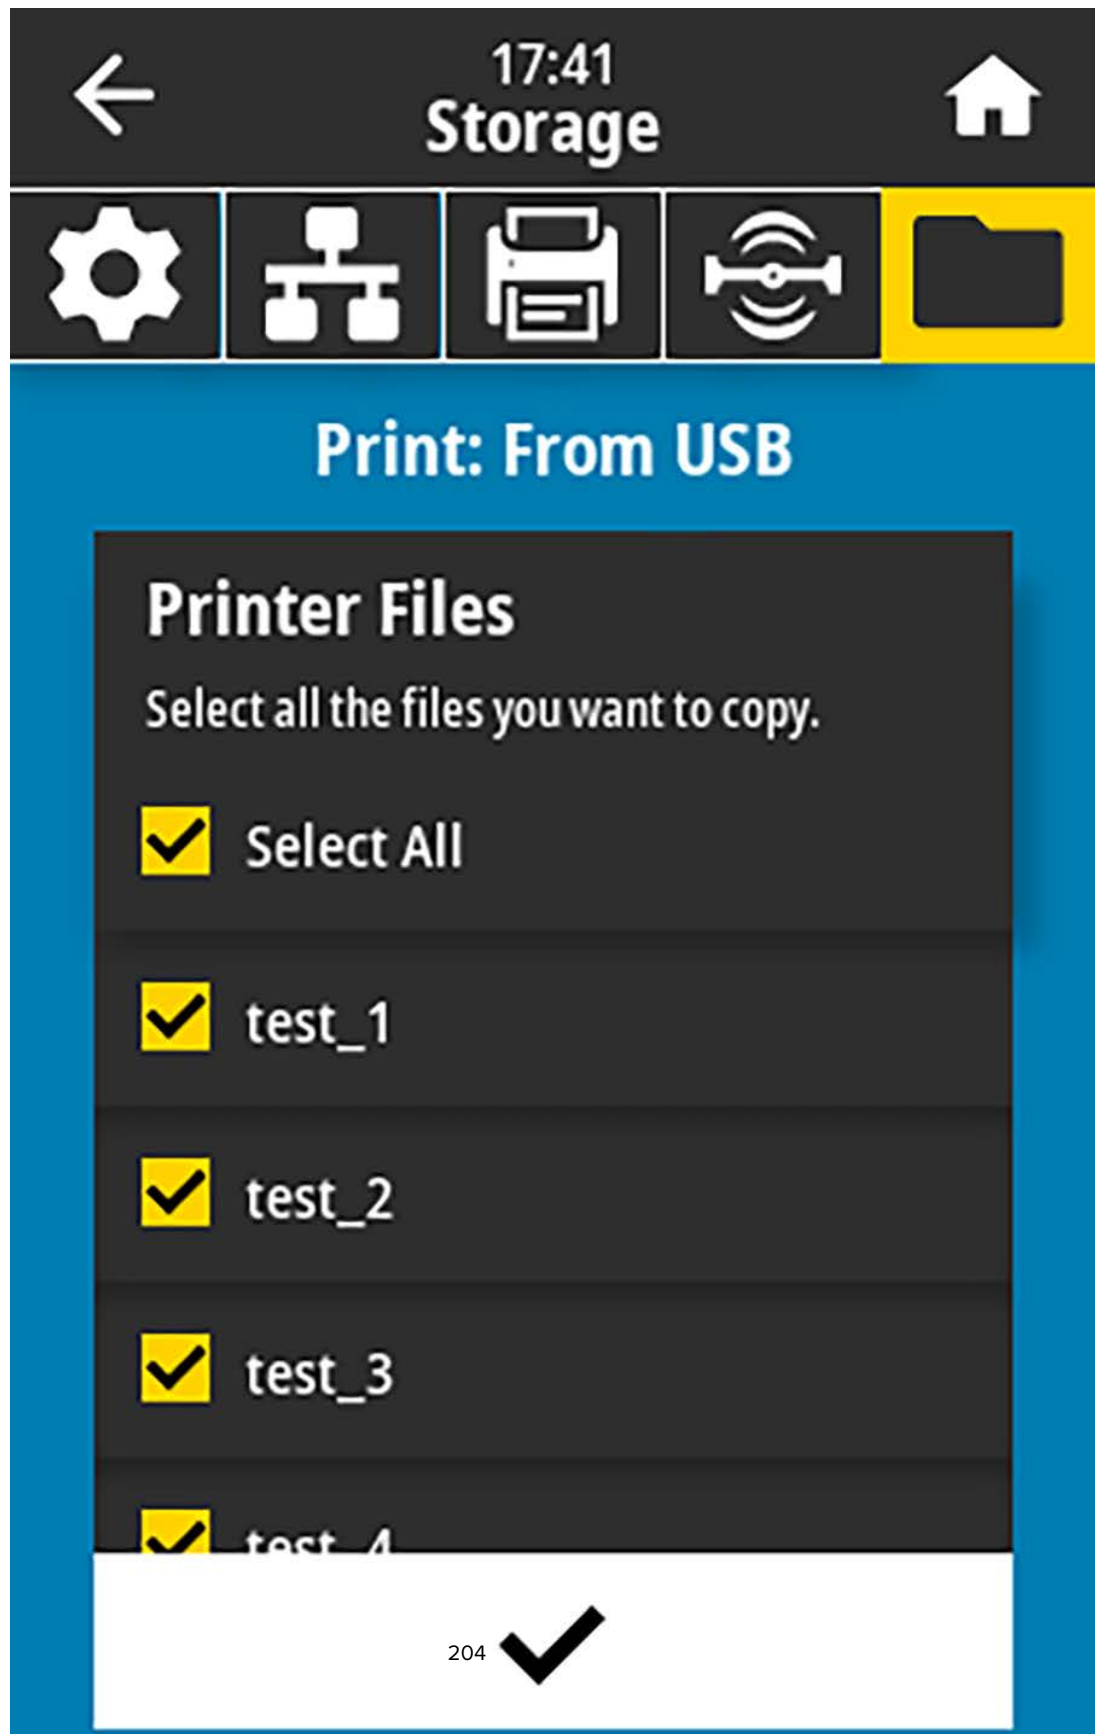 17:41
Storage
Print: From USB
Printer Files
Select all the files you want to copy.
Select All
test_1
test_2
test_3
test_4
204